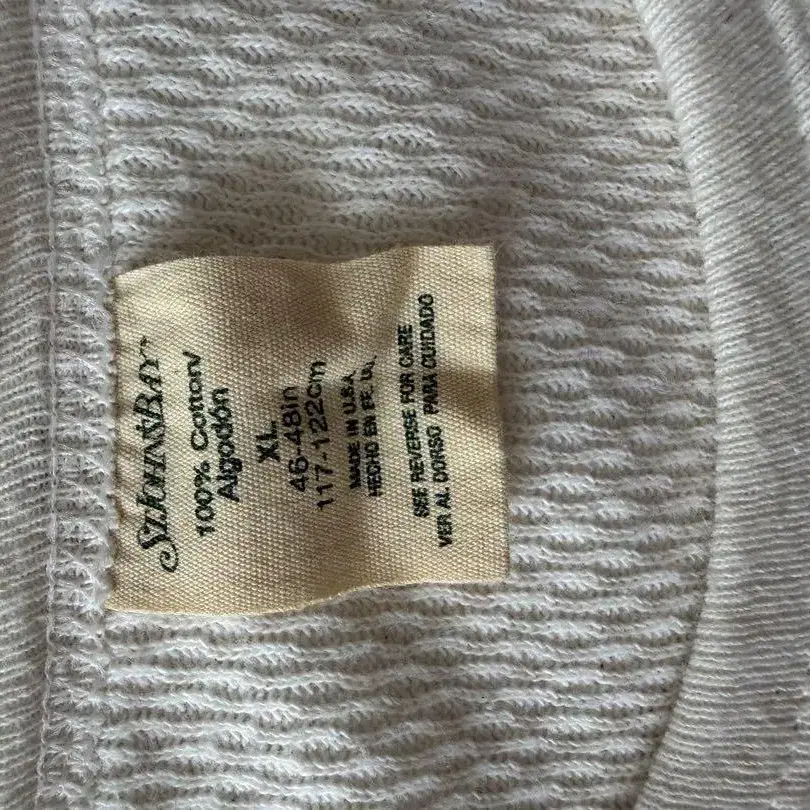 St. John's Bay™
100% Cotton/
Algodón
XL
46-48in
117-122cm
MADE IN U.S.A.
HECHO EN EE. UU.
SEE REVERSE FOR CARE
VER AL DORSO PARA CUIDADO